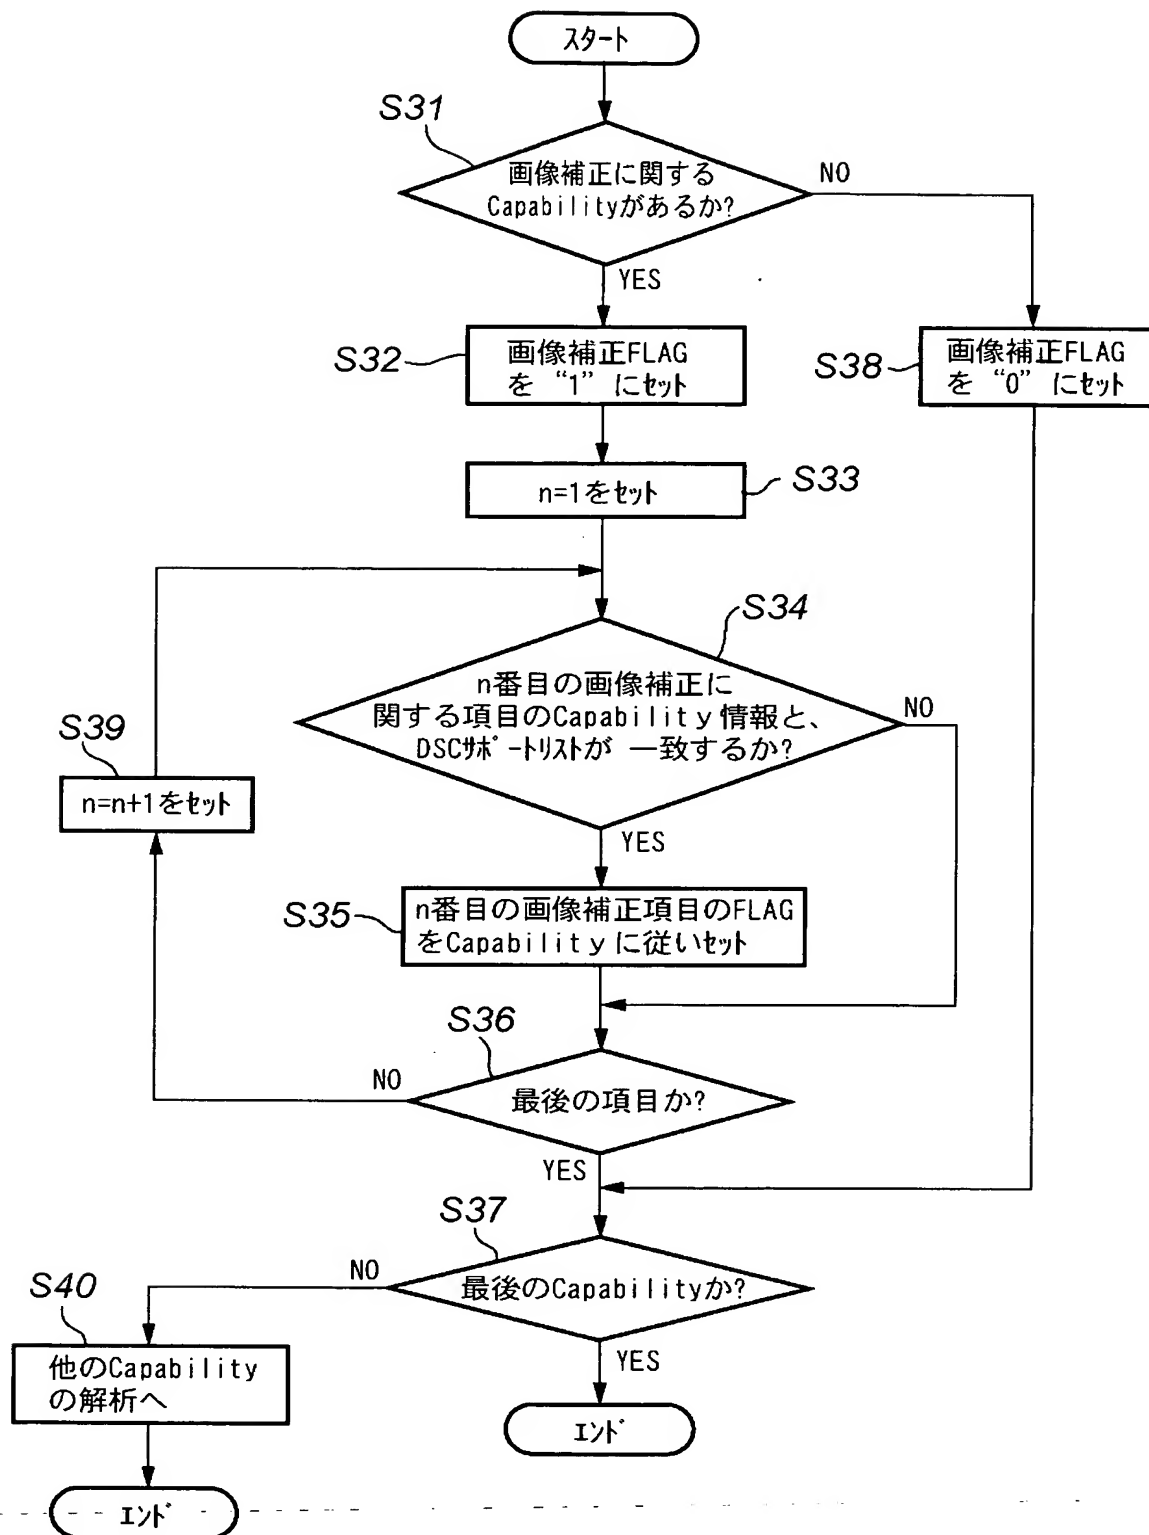 スタート
S31
画像補正に関する
Capabilityがあるか?
NO
YES
S32
画像補正FLAG
を “1” にセット
S38
画像補正FLAG
を “0” にセット
n=1をセット
S33
S34
n番目の画像補正に
関する項目のCapability情報と、
DSCサポートリストが 一致するか?
NO
S39
n=n+1をセット
YES
S35
n番目の画像補正項目のFLAG
をCapabilityに従いセット
S36
NO
最後の項目か?
YES
S37
NO
最後のCapabilityか?
S40
他のCapability
の解析へ
YES
エンド
エンド